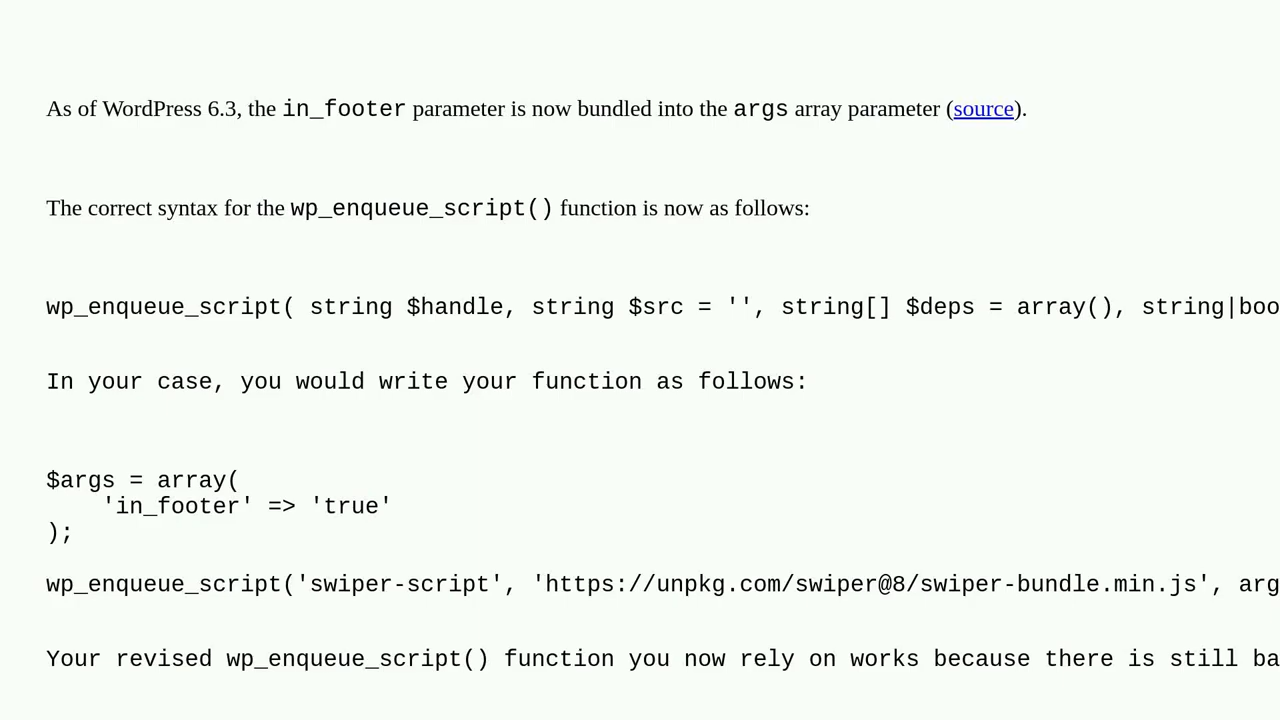 As of WordPress 6.3, the in_footer parameter is now bundled into the args array parameter (source).
The correct syntax for the wp_enqueue_script() function is now as follows:
wp_enqueue_script( string $handle, string $src = '', string[] $deps = array(), string|boo
In your case, you would write your function as follows:
$args = array(
    'in_footer' => 'true'
);
wp_enqueue_script('swiper-script', 'https://unpkg.com/swiper@8/swiper-bundle.min.js', arg
Your revised wp_enqueue_script() function you now rely on works because there is still ba